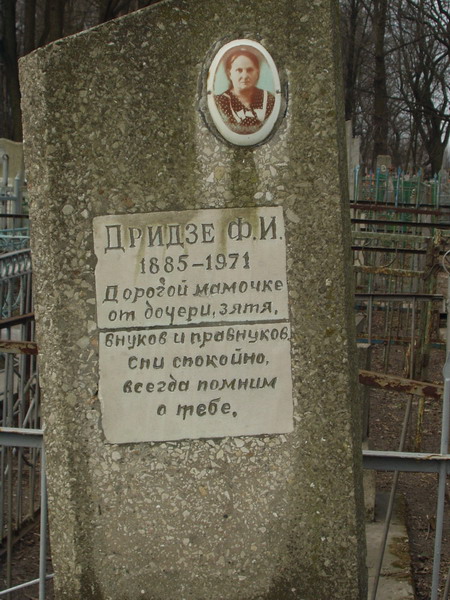 ДРИДЗЕ Ф.И.
1885-1971
Дорогой мамочке
от дочери, зятя,
внуков и правнуков
спи спокойно,
всегда помним
о тебе.